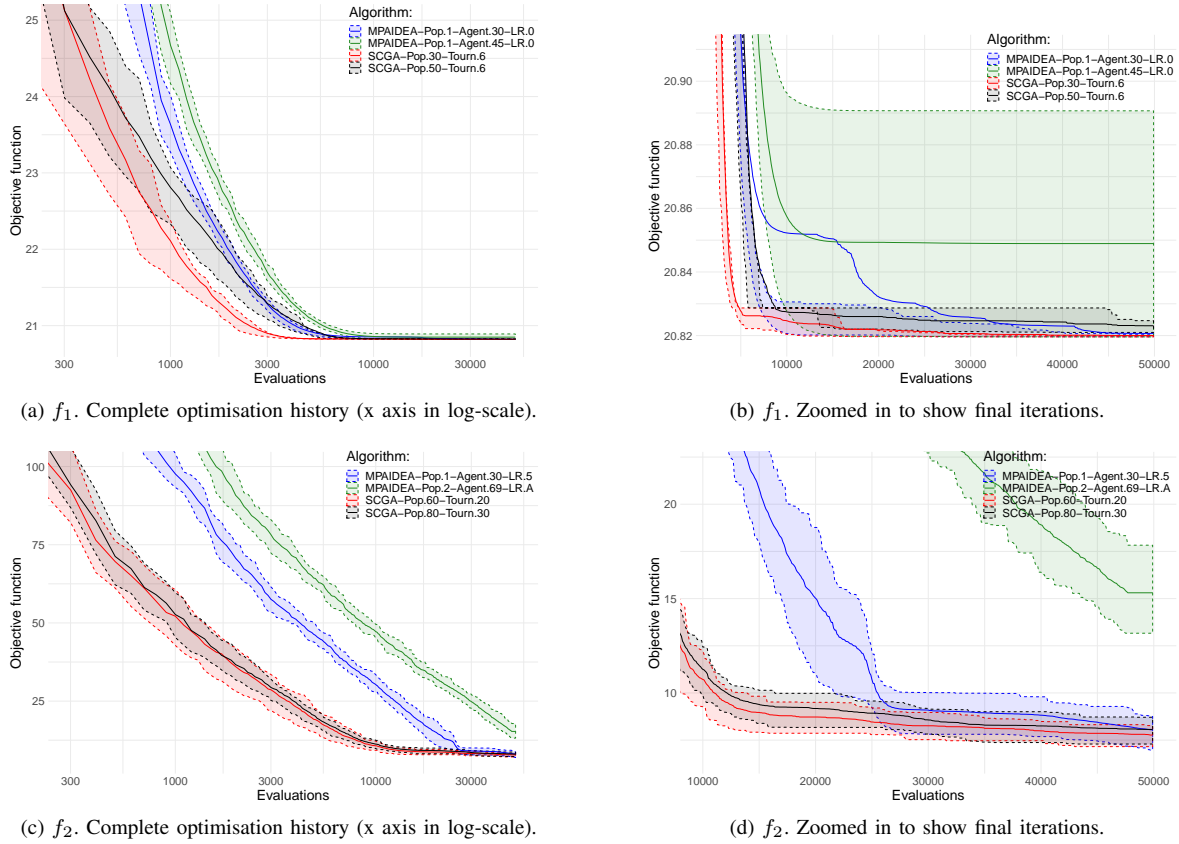 Algorithm:
MPAIDEA−Pop.1−Agent.30−LR.0
MPAIDEA−Pop.1−Agent.45−LR.0
SCGA−Pop.30−Tourn.6
SCGA−Pop.50−Tourn.6
25
24
23
22
21
Objective function
300
1000
3000
10000
30000
Evaluations
(a) f1. Complete optimisation history (x axis in log-scale).
Algorithm:
MPAIDEA−Pop.1−Agent.30−LR.0
MPAIDEA−Pop.1−Agent.45−LR.0
SCGA−Pop.30−Tourn.6
SCGA−Pop.50−Tourn.6
20.90
20.88
20.86
20.84
20.82
Objective function
10000
20000
30000
40000
50000
Evaluations
(b) f1. Zoomed in to show final iterations.
Algorithm:
MPAIDEA−Pop.1−Agent.30−LR.5
MPAIDEA−Pop.2−Agent.69−LR.A
SCGA−Pop.60−Tourn.20
SCGA−Pop.80−Tourn.30
100
75
50
25
Objective function
300
1000
3000
10000
30000
Evaluations
(c) f2. Complete optimisation history (x axis in log-scale).
Algorithm:
MPAIDEA−Pop.1−Agent.30−LR.5
MPAIDEA−Pop.2−Agent.69−LR.A
SCGA−Pop.60−Tourn.20
SCGA−Pop.80−Tourn.30
20
15
10
Objective function
10000
20000
30000
40000
50000
Evaluations
(d) f2. Zoomed in to show final iterations.